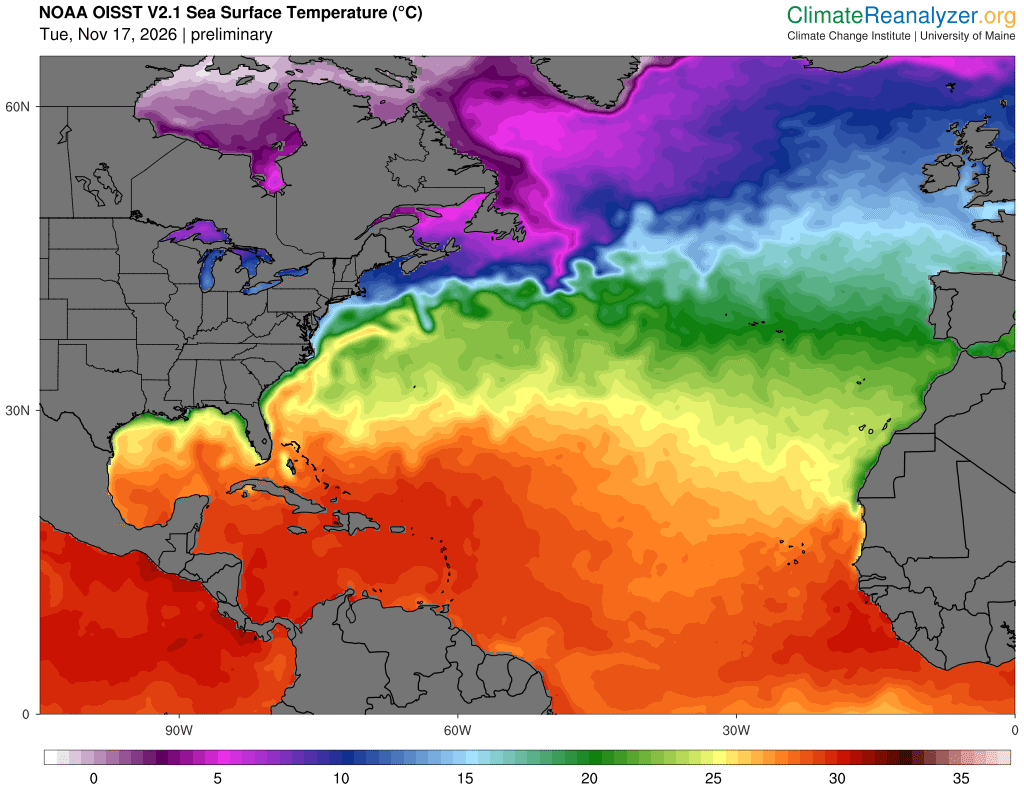 NOAA OISST V2.1 Sea Surface Temperature (°C)
Tue, Nov 17, 2026 | preliminary
ClimateReanalyzer.org
Climate Change Institute | University of Maine
60N
30N
0
90W 60W 30W 0
0 5 10 15 20 25 30 35